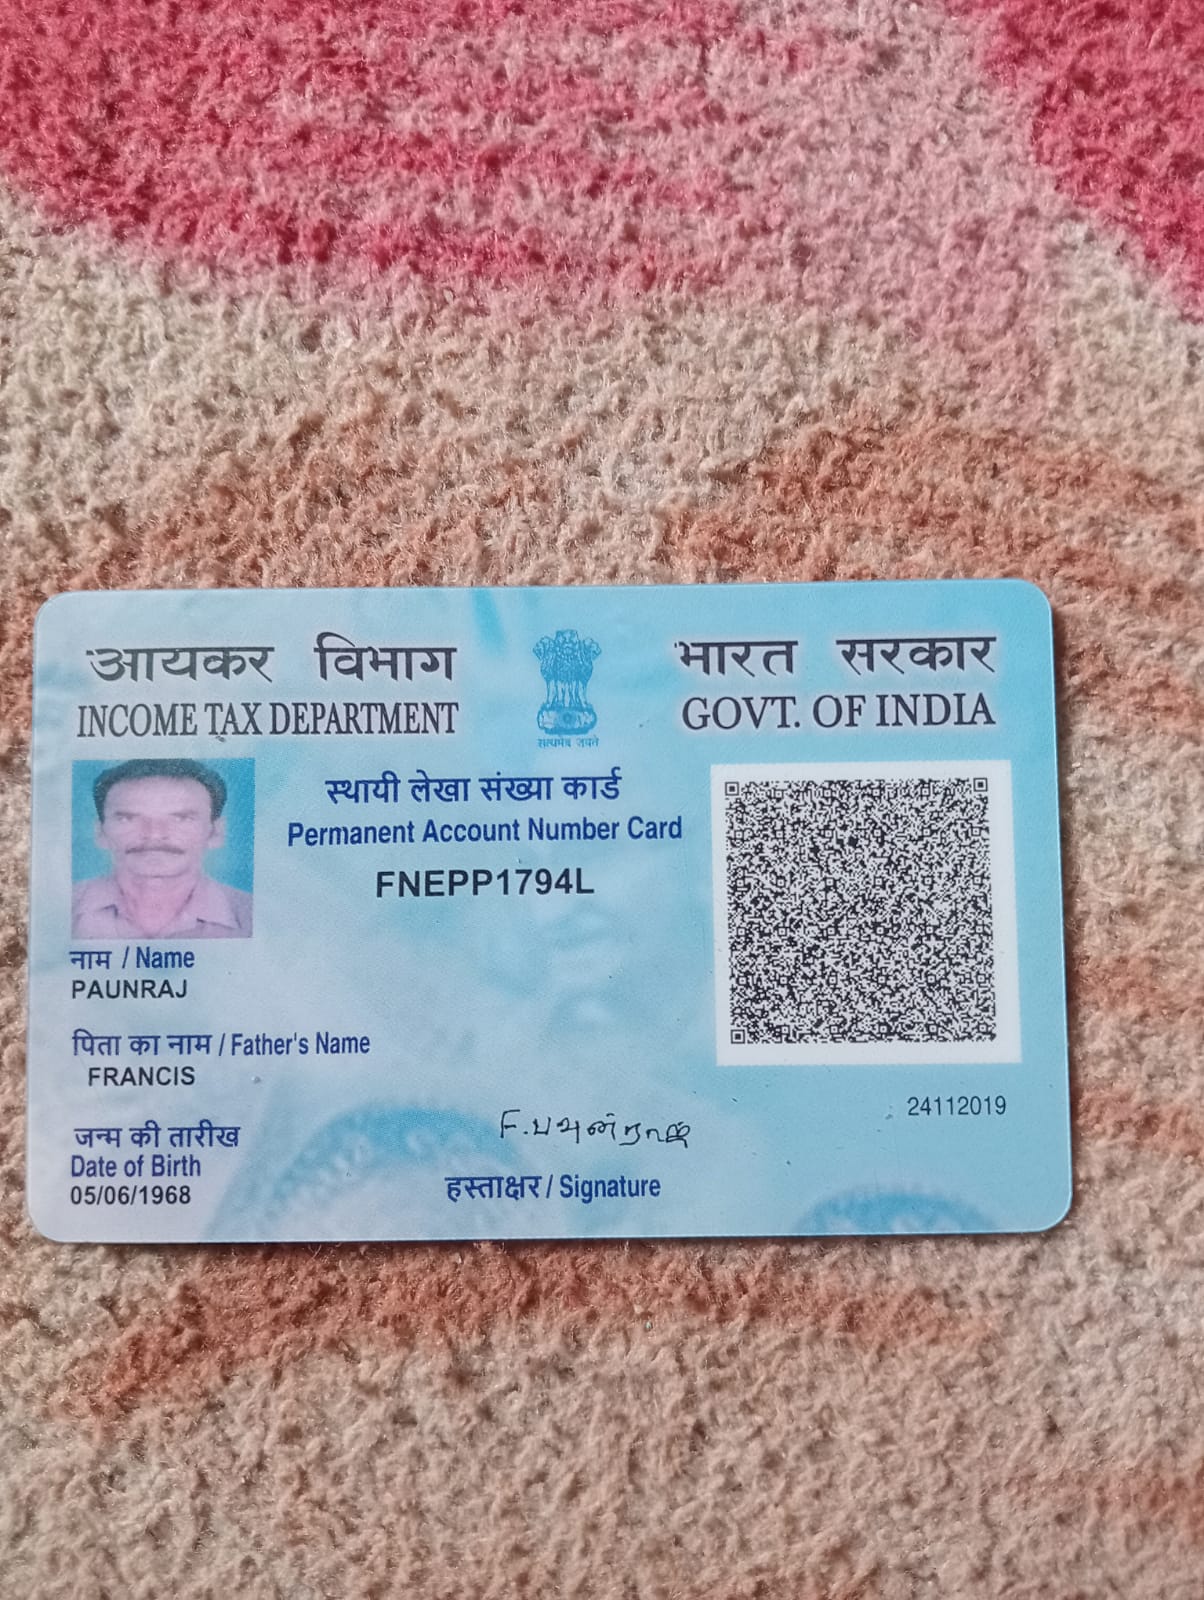 आयकर विभाग
INCOME TAX DEPARTMENT
सत्यमेव जयते
भारत सरकार
GOVT. OF INDIA
स्थायी लेखा संख्या कार्ड
Permanent Account Number Card
FNEPP1794L
नाम / Name
PAUNRAJ
पिता का नाम / Father's Name
FRANCIS
जन्म की तारीख
Date of Birth
05/06/1968
F.பவுன்ராஜ்
हस्ताक्षर / Signature
24112019